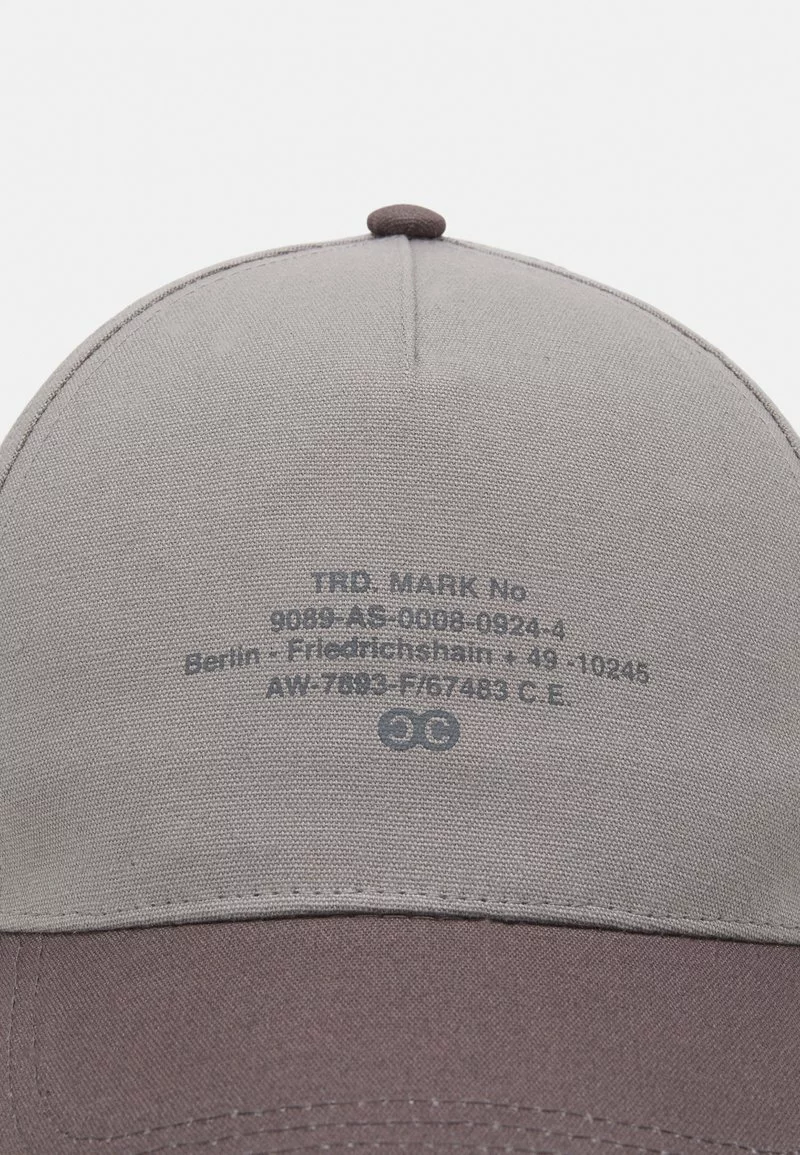 TRD. MARK No
9089-AS-0008-0924-4
Berlin - Friedrichshain + 49 -10245
AW-7893-F/67483 C.E.